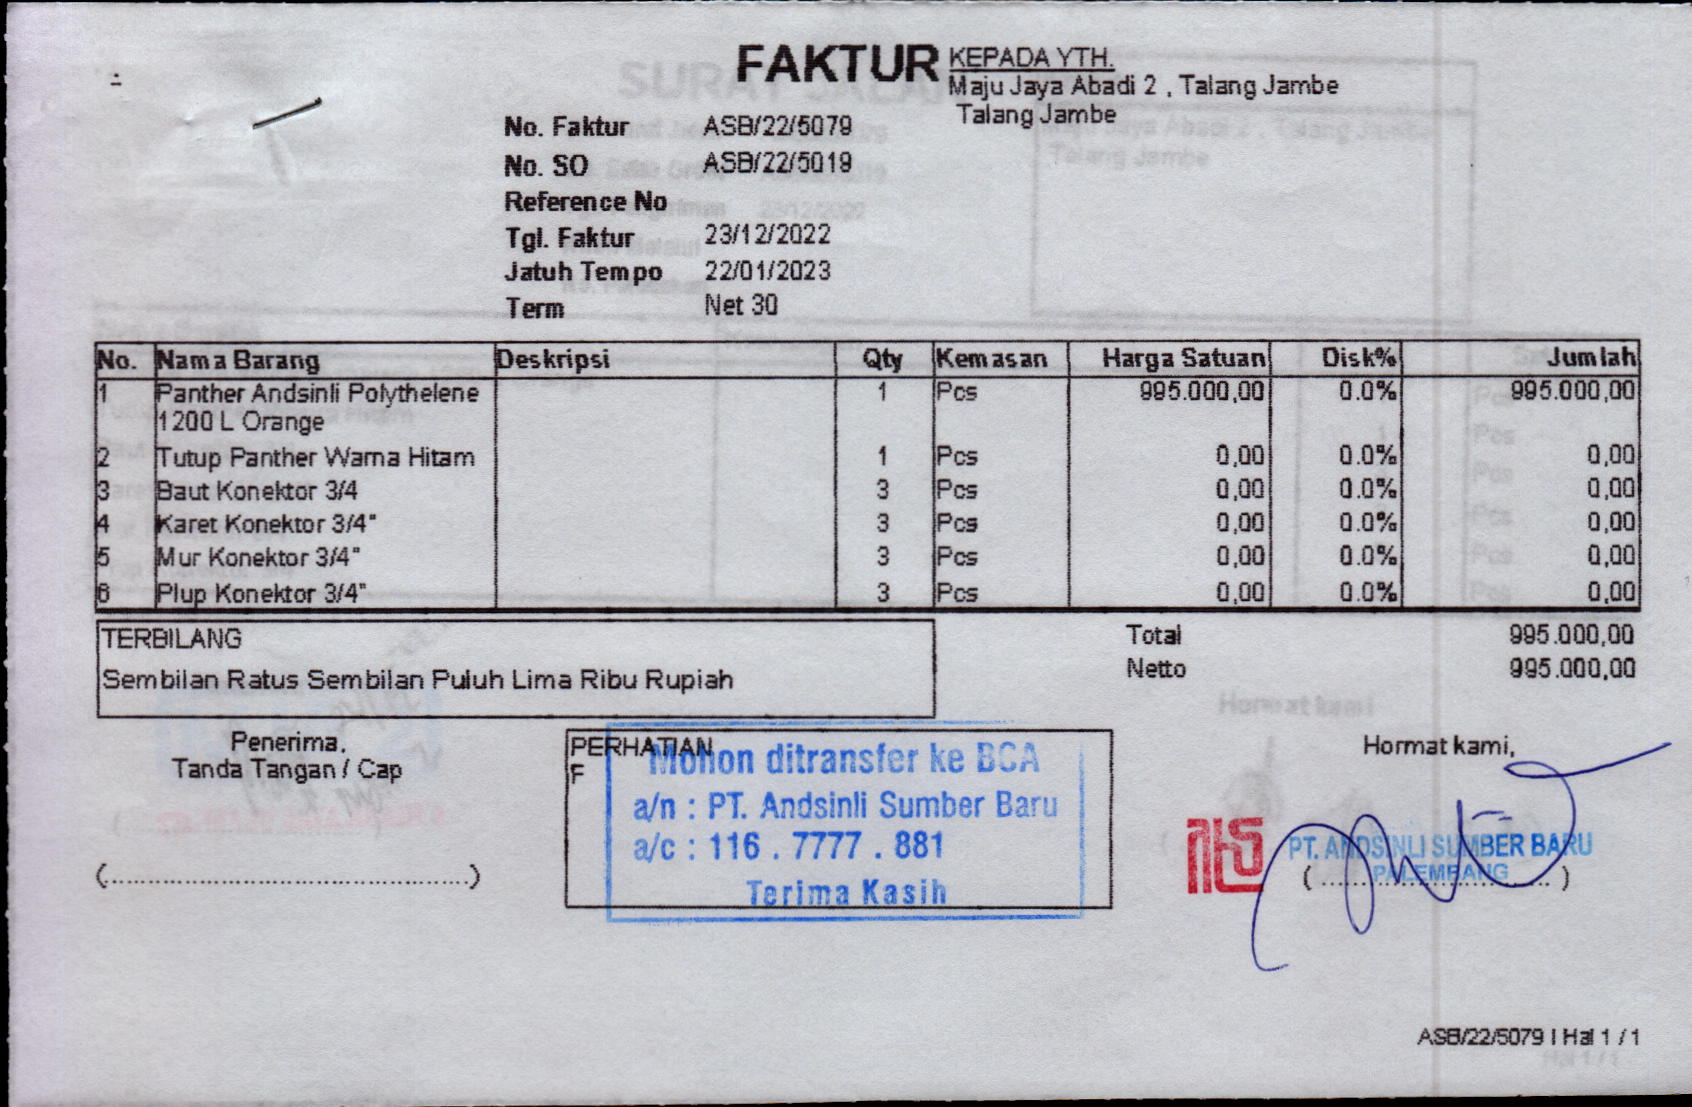 FAKTUR
KEPADA YTH.
Maju Jaya Abadi 2 , Talang Jambe
Talang Jambe
No. Faktur ASB/22/5079
No. SO ASB/22/5019
Reference No
Tgl. Faktur 23/12/2022
Jatuh Tempo 22/01/2023
Term Net 30
No. Nama Barang Deskripsi Qty Kemasan Harga Satuan Disk% Jumlah
1 Panther Andsinli Polythelene 1 Pcs 995.000,00 0.0% 995.000,00
1200 L Orange
2 Tutup Panther Warna Hitam 1 Pcs 0,00 0.0% 0,00
3 Baut Konektor 3/4 3 Pcs 0,00 0.0% 0,00
4 Karet Konektor 3/4" 3 Pcs 0,00 0.0% 0,00
5 Mur Konektor 3/4" 3 Pcs 0,00 0.0% 0,00
6 Plup Konektor 3/4" 3 Pcs 0,00 0.0% 0,00
TERBILANG
Sembilan Ratus Sembilan Puluh Lima Ribu Rupiah
Total 995.000,00
Netto 995.000,00
Penerima,
Tanda Tangan / Cap
(..............................................)
PERHATIAN
F
Mohon ditransfer ke BCA
a/n : PT. Andsinli Sumber Baru
a/c : 116 . 7777 . 881
Terima Kasih
Hormat kami,
PT. ANDSINLI SUMBER BARU
PALEMBANG
(..............................)
ASB/22/5079 | Hal 1 / 1